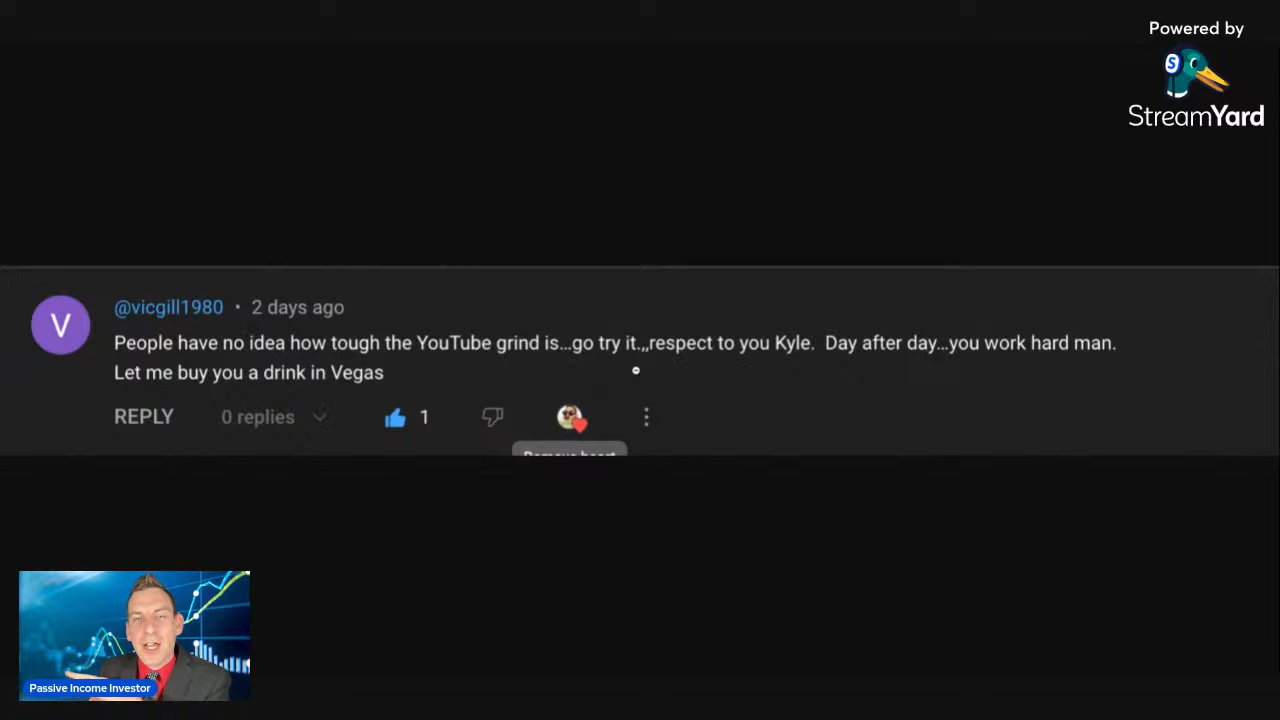 Powered by
S
StreamYard
@vicgill1980 • 2 days ago
V
People have no idea how tough the YouTube grind is...go try it.,,respect to you Kyle.  Day after day...you work hard man.
Let me buy you a drink in Vegas
REPLY 0 replies 1
Remove heart
Passive Income Investor